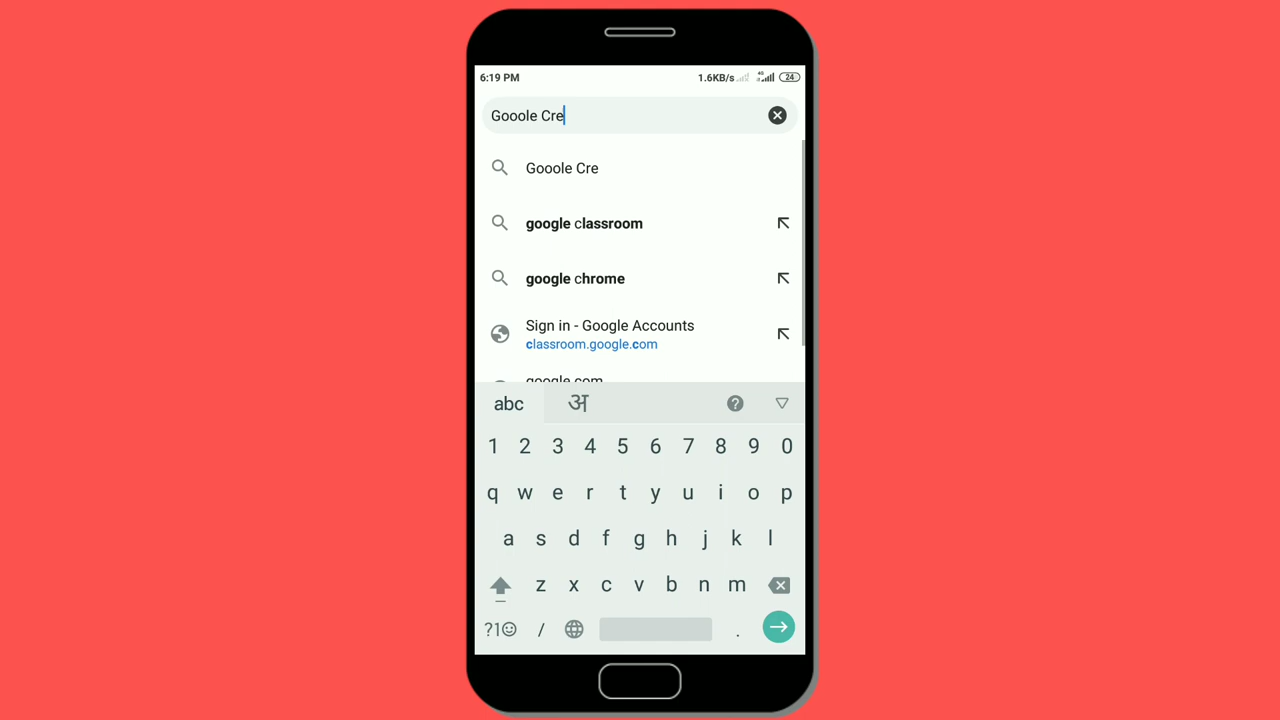 6:19 PM 1.6KB/s 4G 24
Gooole Cre
Gooole Cre
google classroom
google chrome
Sign in - Google Accounts
classroom.google.com
google.com
abc अ ?
1 2 3 4 5 6 7 8 9 0
q w e r t y u i o p
a s d f g h j k l
z x c v b n m
?1☺ / .